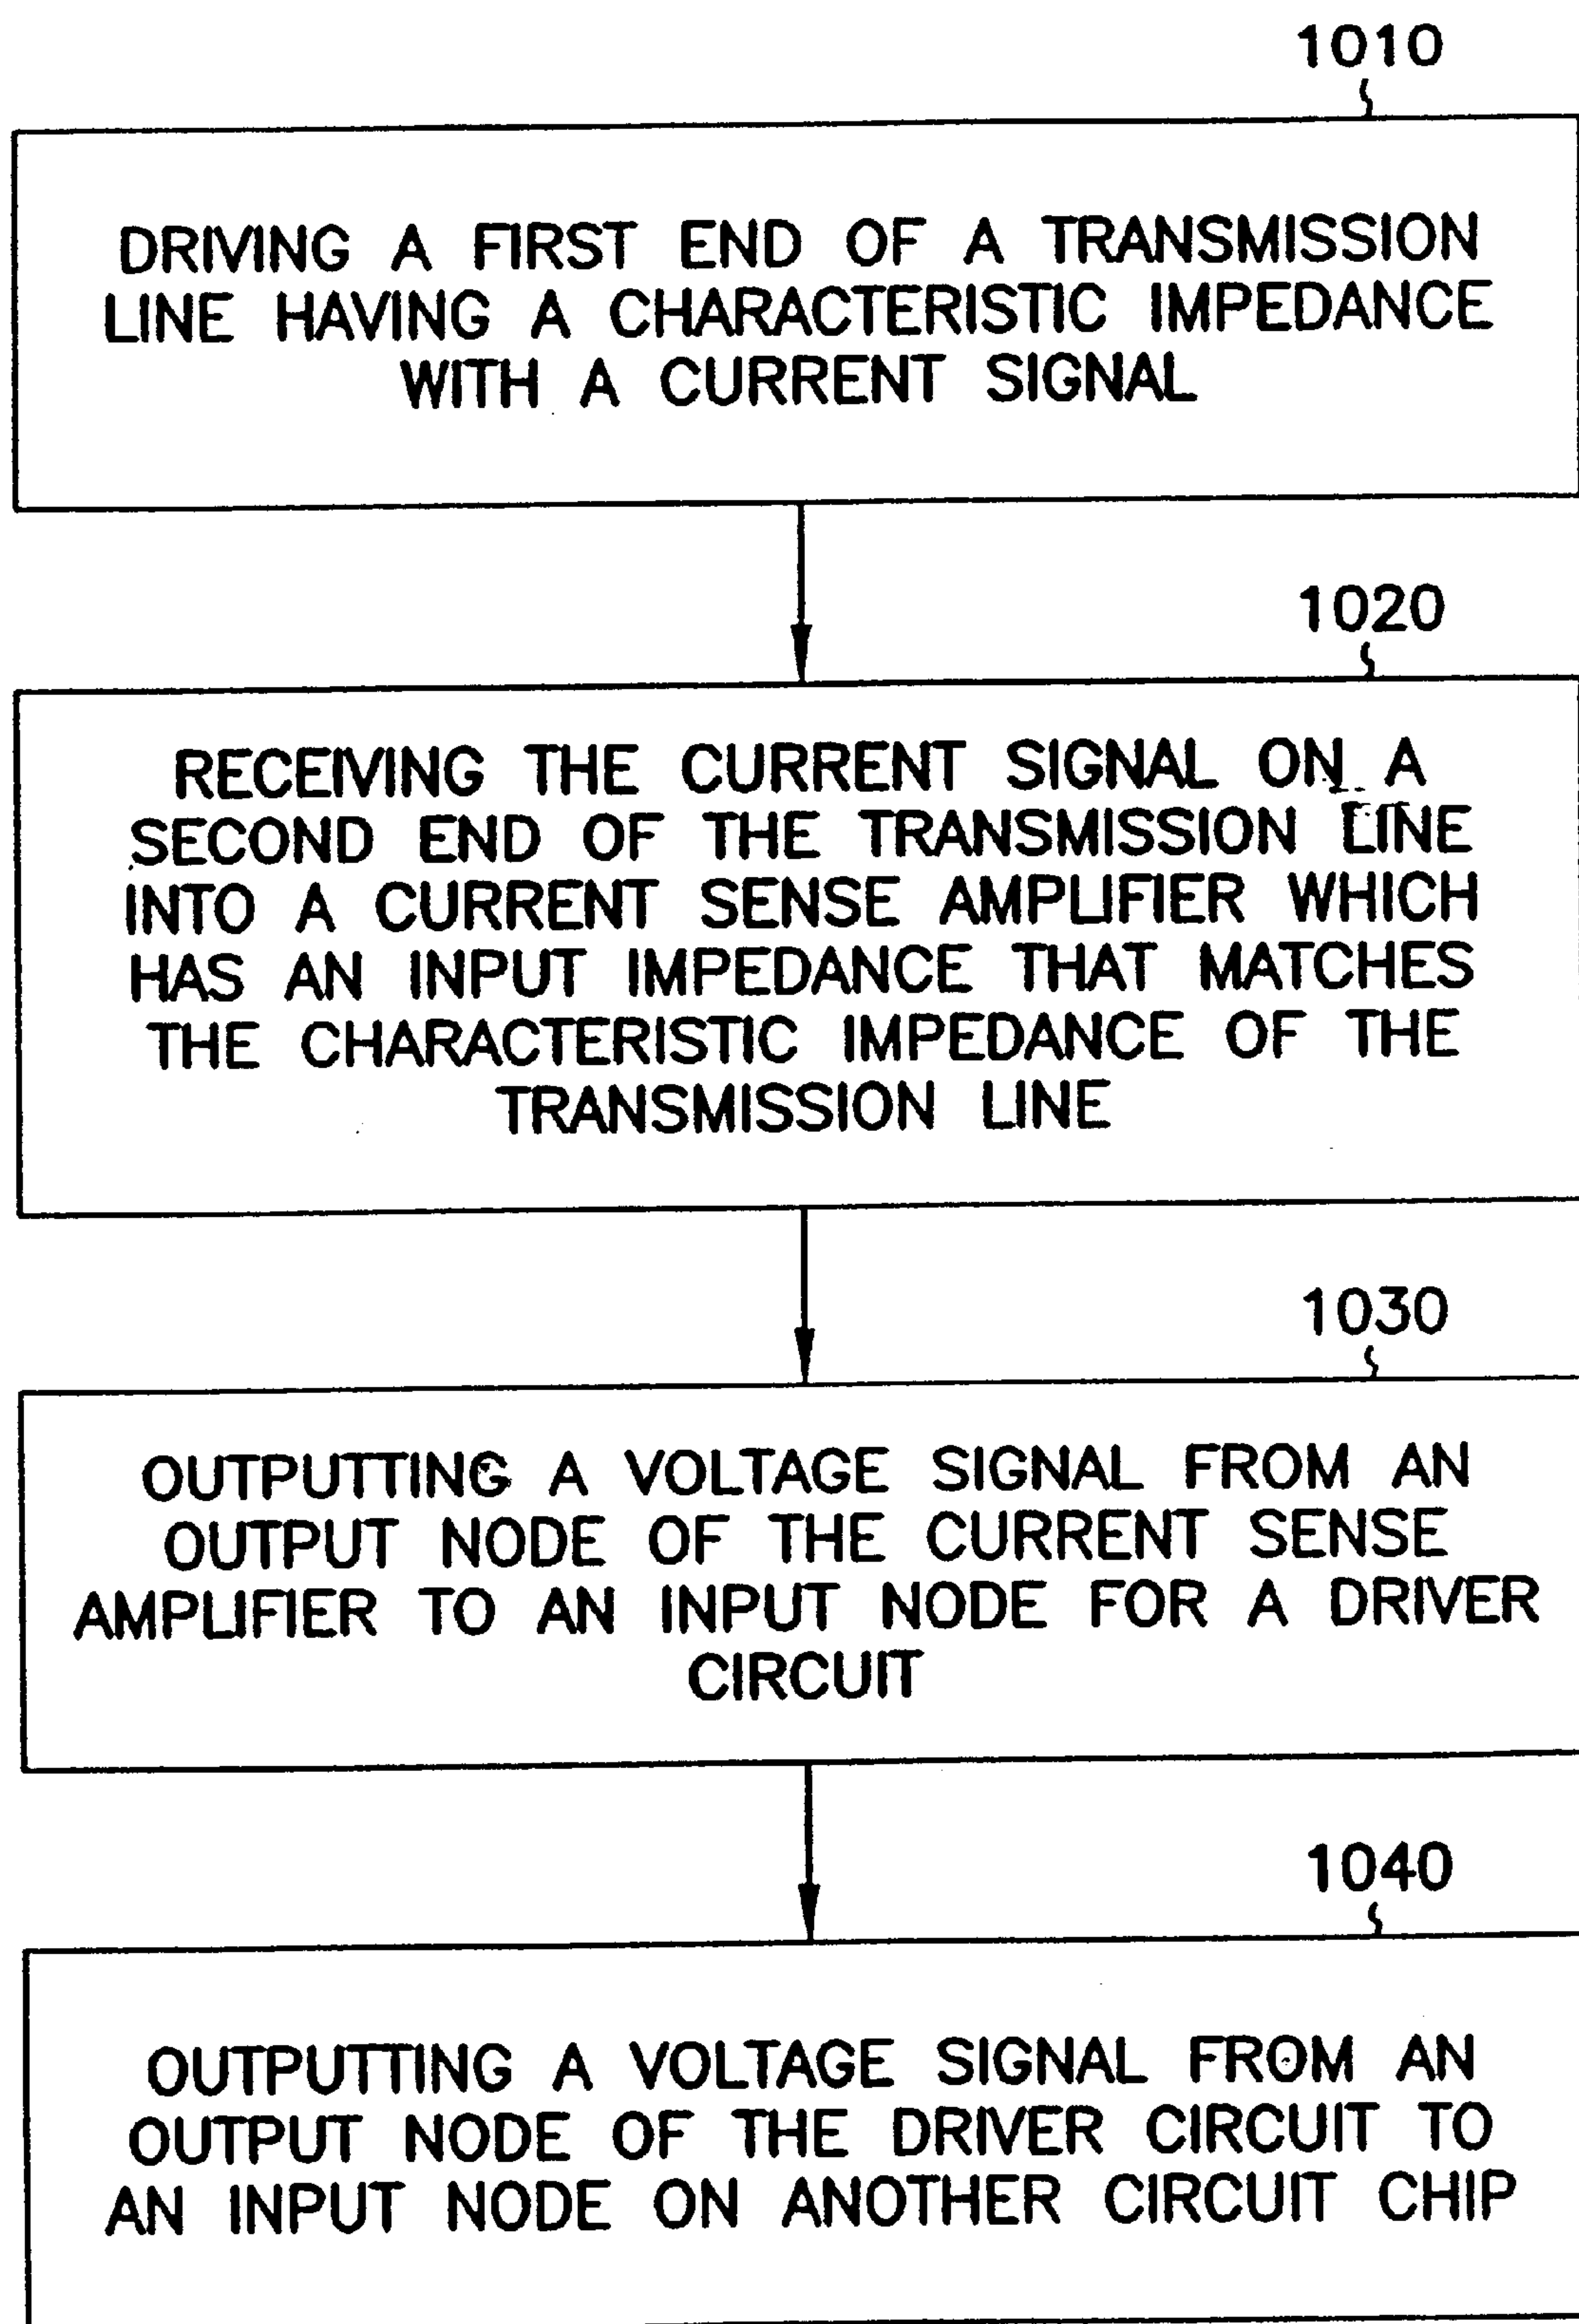 1010
DRIVING A FIRST END OF A TRANSMISSION
LINE HAVING A CHARACTERISTIC IMPEDANCE
WITH A CURRENT SIGNAL
1020
RECEIVING THE CURRENT SIGNAL ON A
SECOND END OF THE TRANSMISSION LINE
INTO A CURRENT SENSE AMPLIFIER WHICH
HAS AN INPUT IMPEDANCE THAT MATCHES
THE CHARACTERISTIC IMPEDANCE OF THE
TRANSMISSION LINE
1030
OUTPUTTING A VOLTAGE SIGNAL FROM AN
OUTPUT NODE OF THE CURRENT SENSE
AMPLIFIER TO AN INPUT NODE FOR A DRIVER
CIRCUIT
1040
OUTPUTTING A VOLTAGE SIGNAL FROM AN
OUTPUT NODE OF THE DRIVER CIRCUIT TO
AN INPUT NODE ON ANOTHER CIRCUIT CHIP